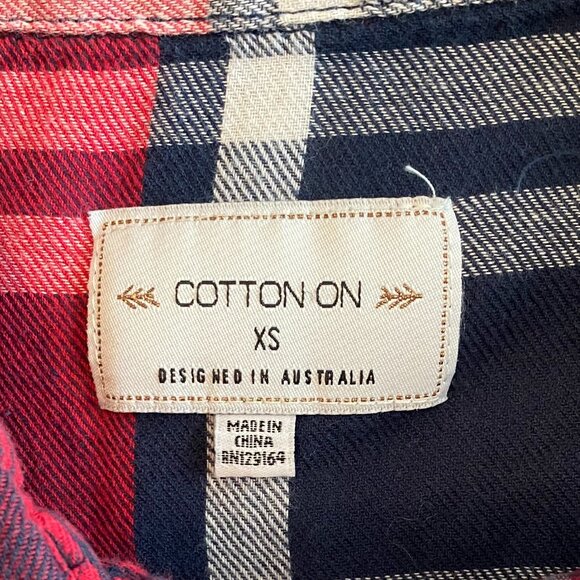 COTTON ON
XS
DESIGNED IN AUSTRALIA
MADE IN
CHINA
RN129164